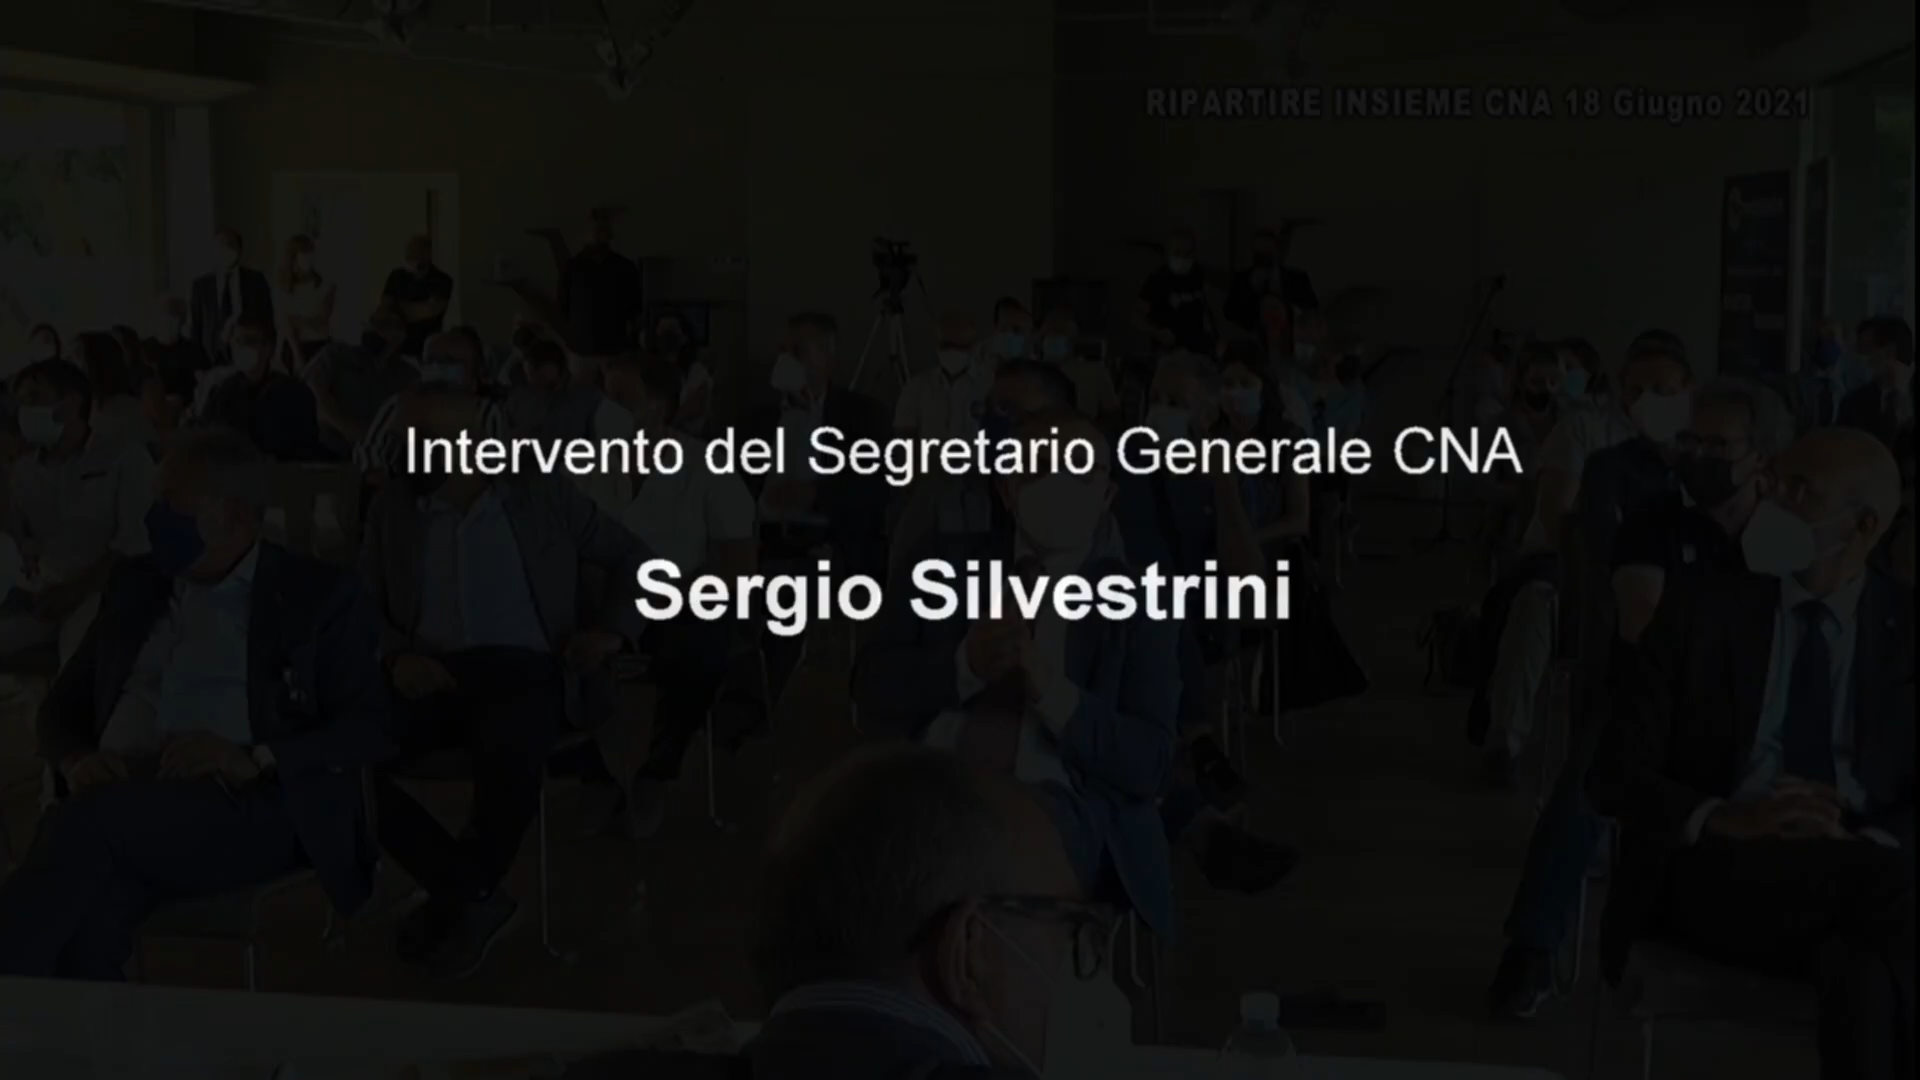 RIPARTIRE INSIEME CNA 18 Giugno 2021
Intervento del Segretario Generale CNA
Sergio Silvestrini